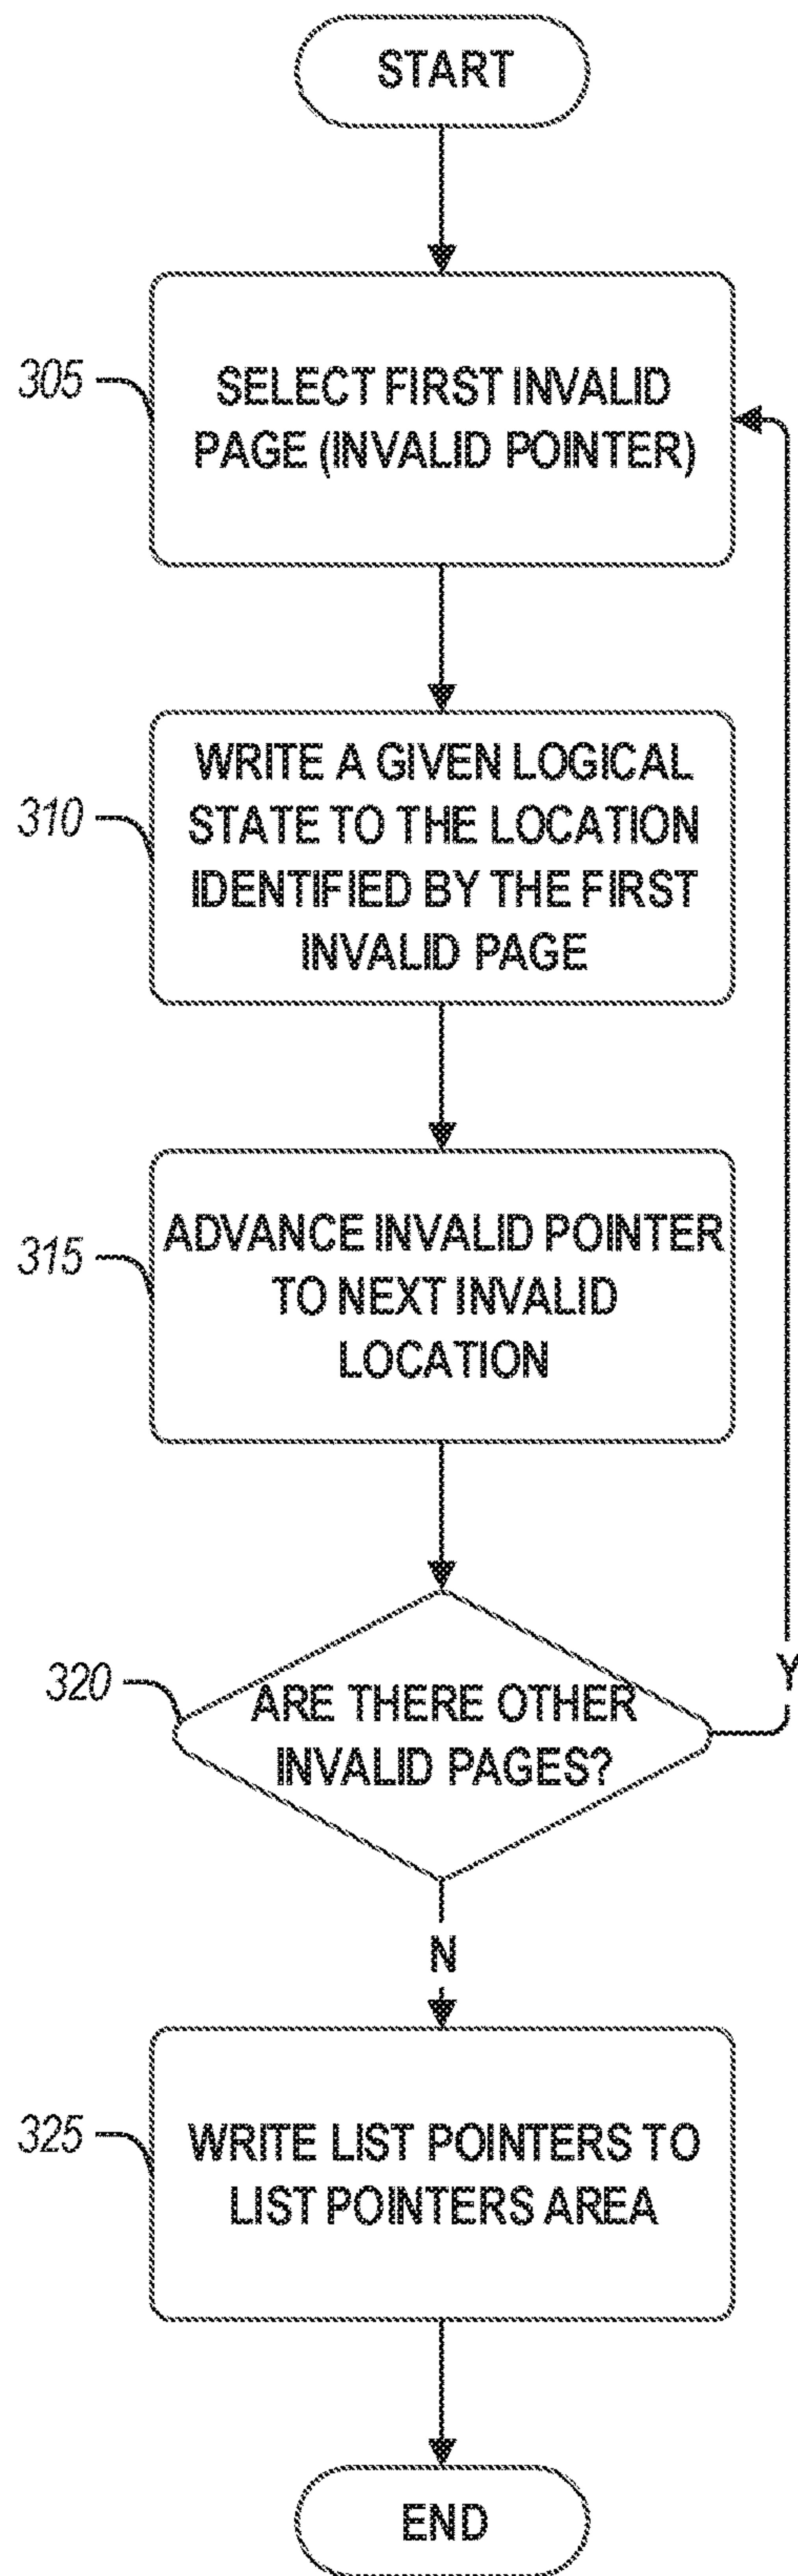 START
305
SELECT FIRST INVALID
PAGE (INVALID POINTER)
310
WRITE A GIVEN LOGICAL
STATE TO THE LOCATION
IDENTIFIED BY THE FIRST
INVALID PAGE
315
ADVANCE INVALID POINTER
TO NEXT INVALID
LOCATION
320
ARE THERE OTHER
INVALID PAGES?
Y
N
325
WRITE LIST POINTERS TO
LIST POINTERS AREA
END